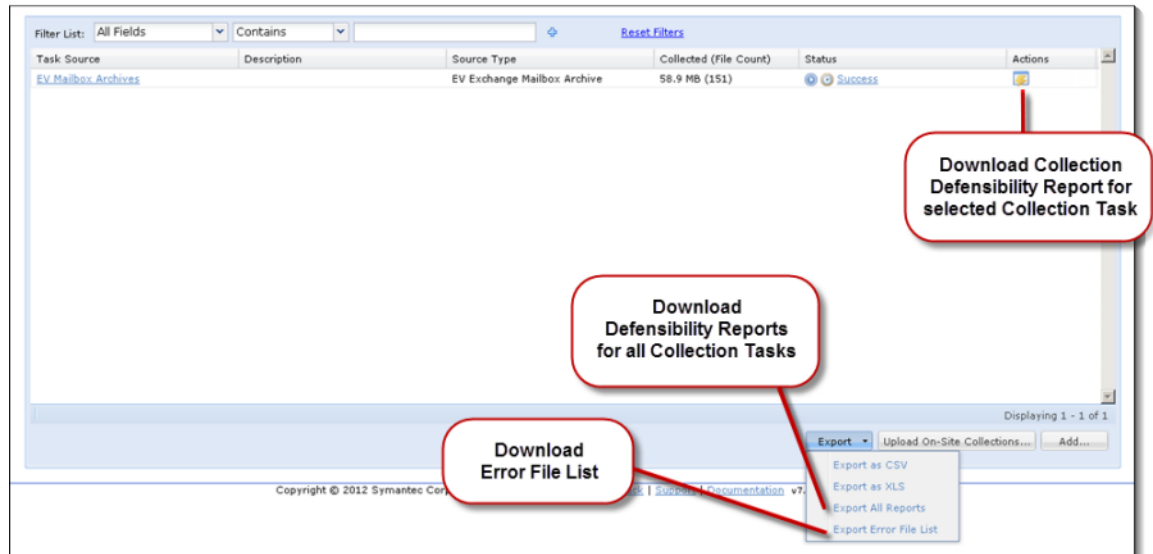 Filter List: All Fields Contains Reset Filters
Task Source Description Source Type Collected (File Count) Status Actions
EV Mailbox Archives EV Exchange Mailbox Archive 58.9 MB (151) Success
Download Collection
Defensibility Report for
selected Collection Task
Download
Defensibility Reports
for all Collection Tasks
Displaying 1 - 1 of 1
Export Upload On-Site Collections... Add...
Download
Error File List
Export as CSV
Export as XLS
Export All Reports
Export Error File List
Copyright © 2012 Symantec | Support | Documentation v7.